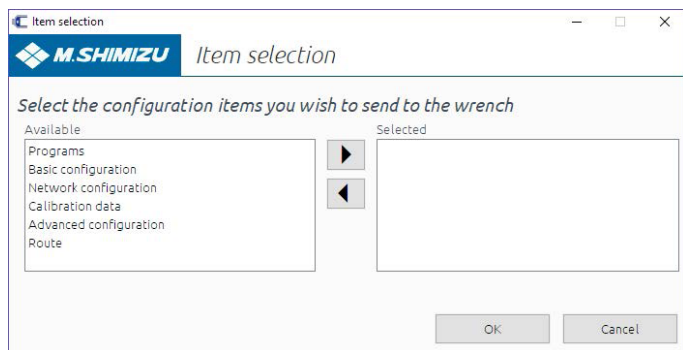 Item selection
M.SHIMIZU Item selection
Select the configuration items you wish to send to the wrench
Available
Selected
Programs
Basic configuration
Network configuration
Calibration data
Advanced configuration
Route
OK
Cancel